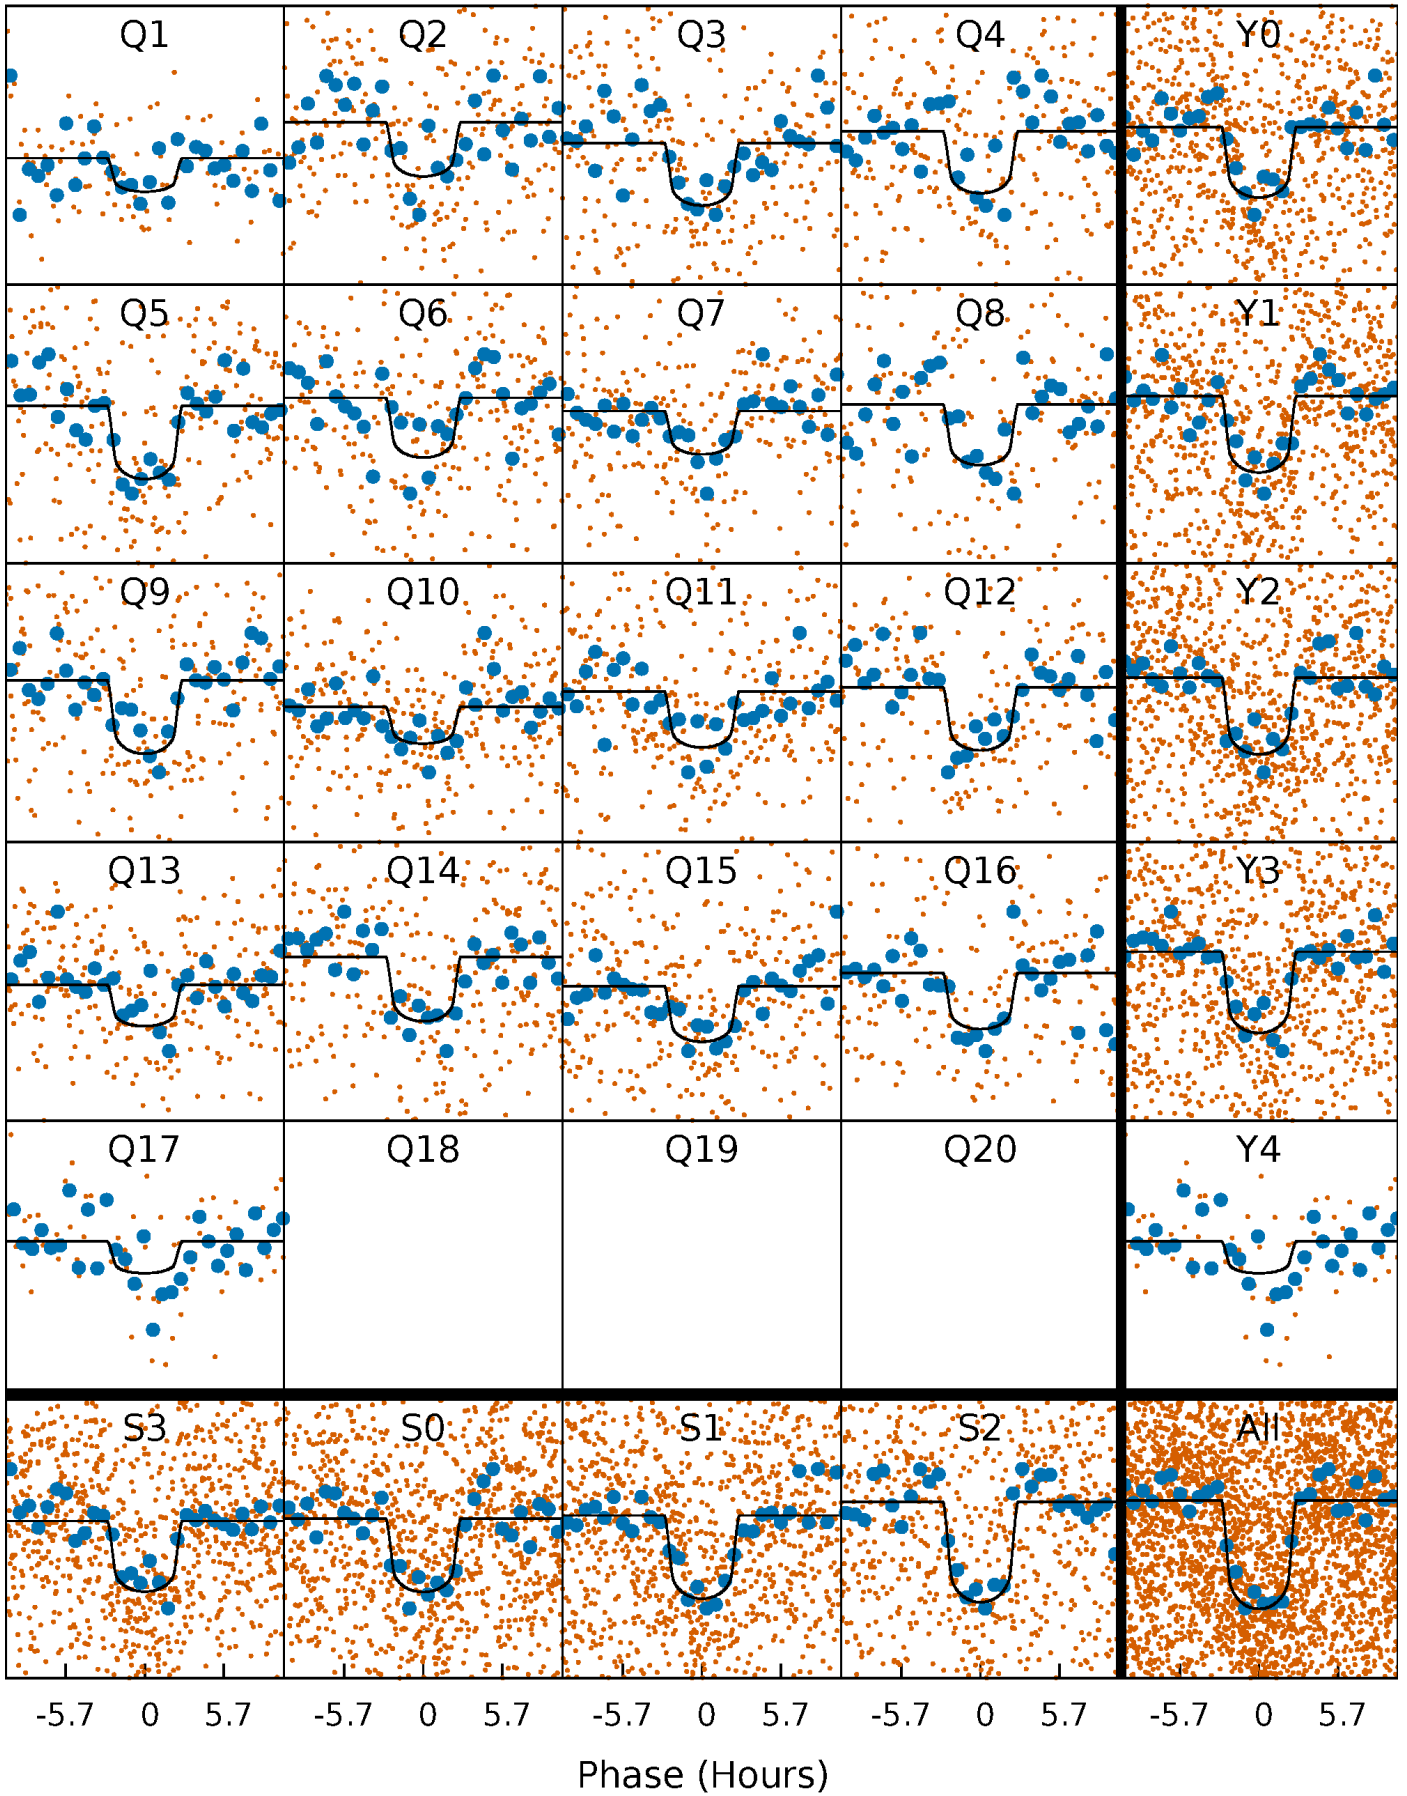 Q1 Q2 Q3 Q4 Y0
Q5 Q6 Q7 Q8 Y1
Q9 Q10 Q11 Q12 Y2
Q13 Q14 Q15 Q16 Y3
Q17 Q18 Q19 Q20 Y4
S3 S0 S1 S2 All
-5.7 0 5.7 -5.7 0 5.7 -5.7 0 5.7 -5.7 0 5.7 -5.7 0 5.7
Phase (Hours)